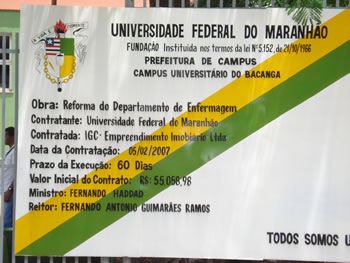 UNIVERSIDADE FEDERAL DO MARANHÃO
FUNDAÇÃO Instituida nos termos da lei Nº 5.152, de 21/10/1966
PREFEITURA DE CAMPUS
CAMPUS UNIVERSITÁRIO DO BACANGA
Obra: Reforma do Departamento de Enfermagem
Contratante: Universidade Federal do Maranhão
Contratada: IGC- Empreendimento Imobiário Ltda
Data da Contratação: 05/02/2007
Prazo da Execução: 60 Dias
Valor Inicial do Contrato: R$: 55.058,98
Ministro: FERNANDO HADDAD
Reitor: FERNANDO ANTONIO GUIMARÃES RAMOS
TODOS SOMOS U